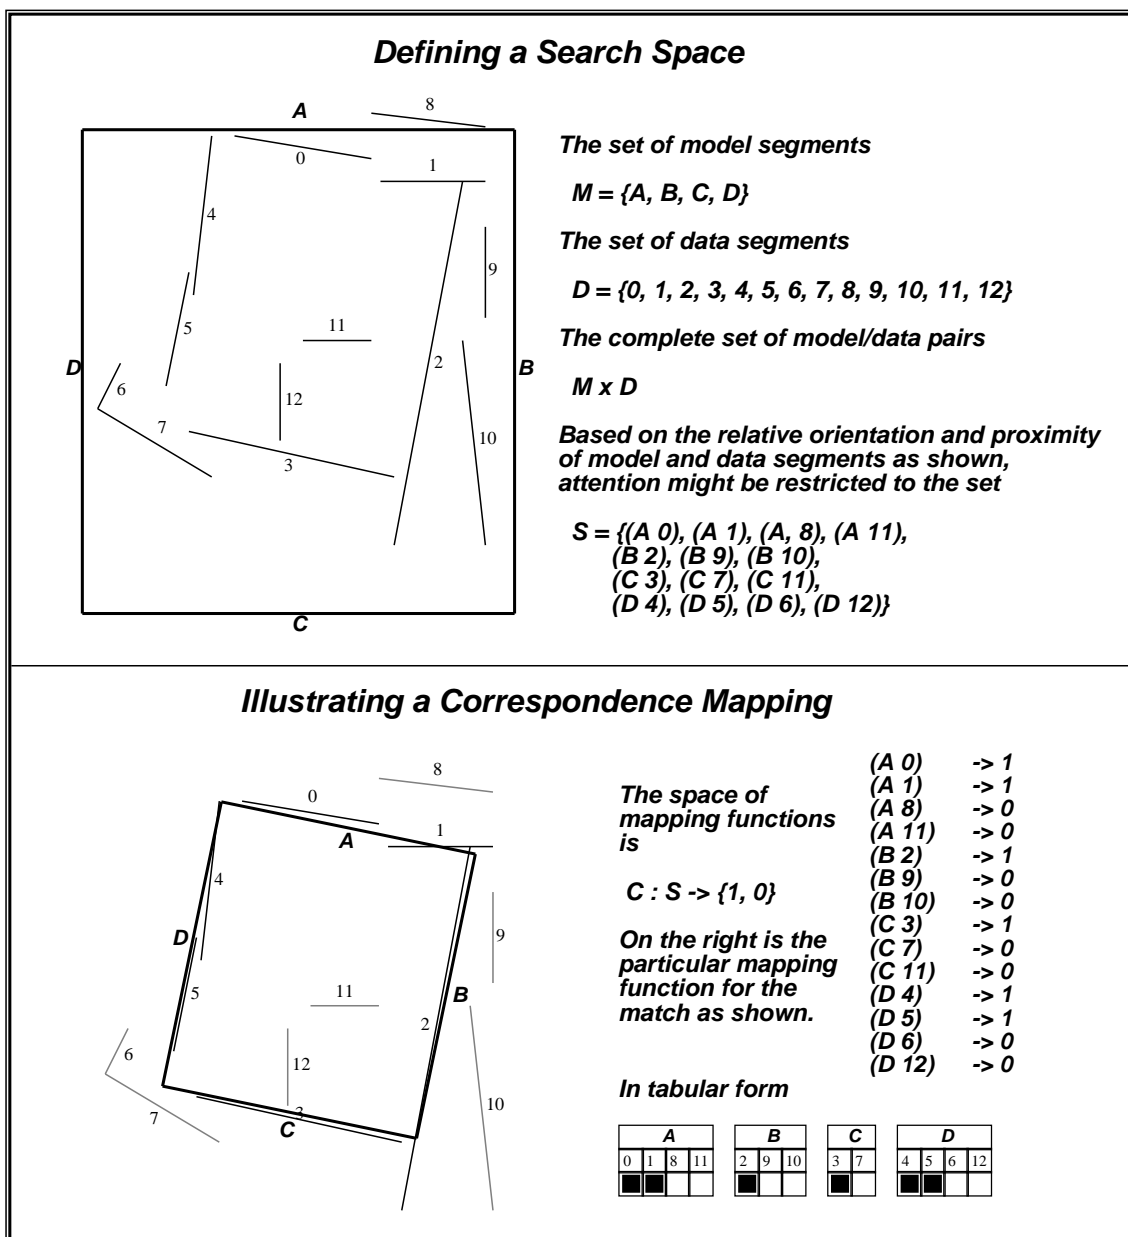 Defining a Search Space
A
8
0
1
4
9
5
11
D
6
2
B
12
7
10
3
C
The set of model segments
M = {A, B, C, D}
The set of data segments
D = {0, 1, 2, 3, 4, 5, 6, 7, 8, 9, 10, 11, 12}
The complete set of model/data pairs
M x D
Based on the relative orientation and proximity
of model and data segments as shown,
attention might be restricted to the set
S = {(A 0), (A 1), (A, 8), (A 11),
(B 2), (B 9), (B 10),
(C 3), (C 7), (C 11),
(D 4), (D 5), (D 6), (D 12)}
Illustrating a Correspondence Mapping
8
0
1
A
4
D
9
5
11
B
2
6
12
10
7
3
C
The space of
mapping functions
is
C : S -> {1, 0}
On the right is the
particular mapping
function for the
match as shown.
(A 0) -> 1
(A 1) -> 1
(A 8) -> 0
(A 11) -> 0
(B 2) -> 1
(B 9) -> 0
(B 10) -> 0
(C 3) -> 1
(C 7) -> 0
(C 11) -> 0
(D 4) -> 1
(D 5) -> 1
(D 6) -> 0
(D 12) -> 0
In tabular form
A B C D
0 1 8 11 2 9 10 3 7 4 5 6 12